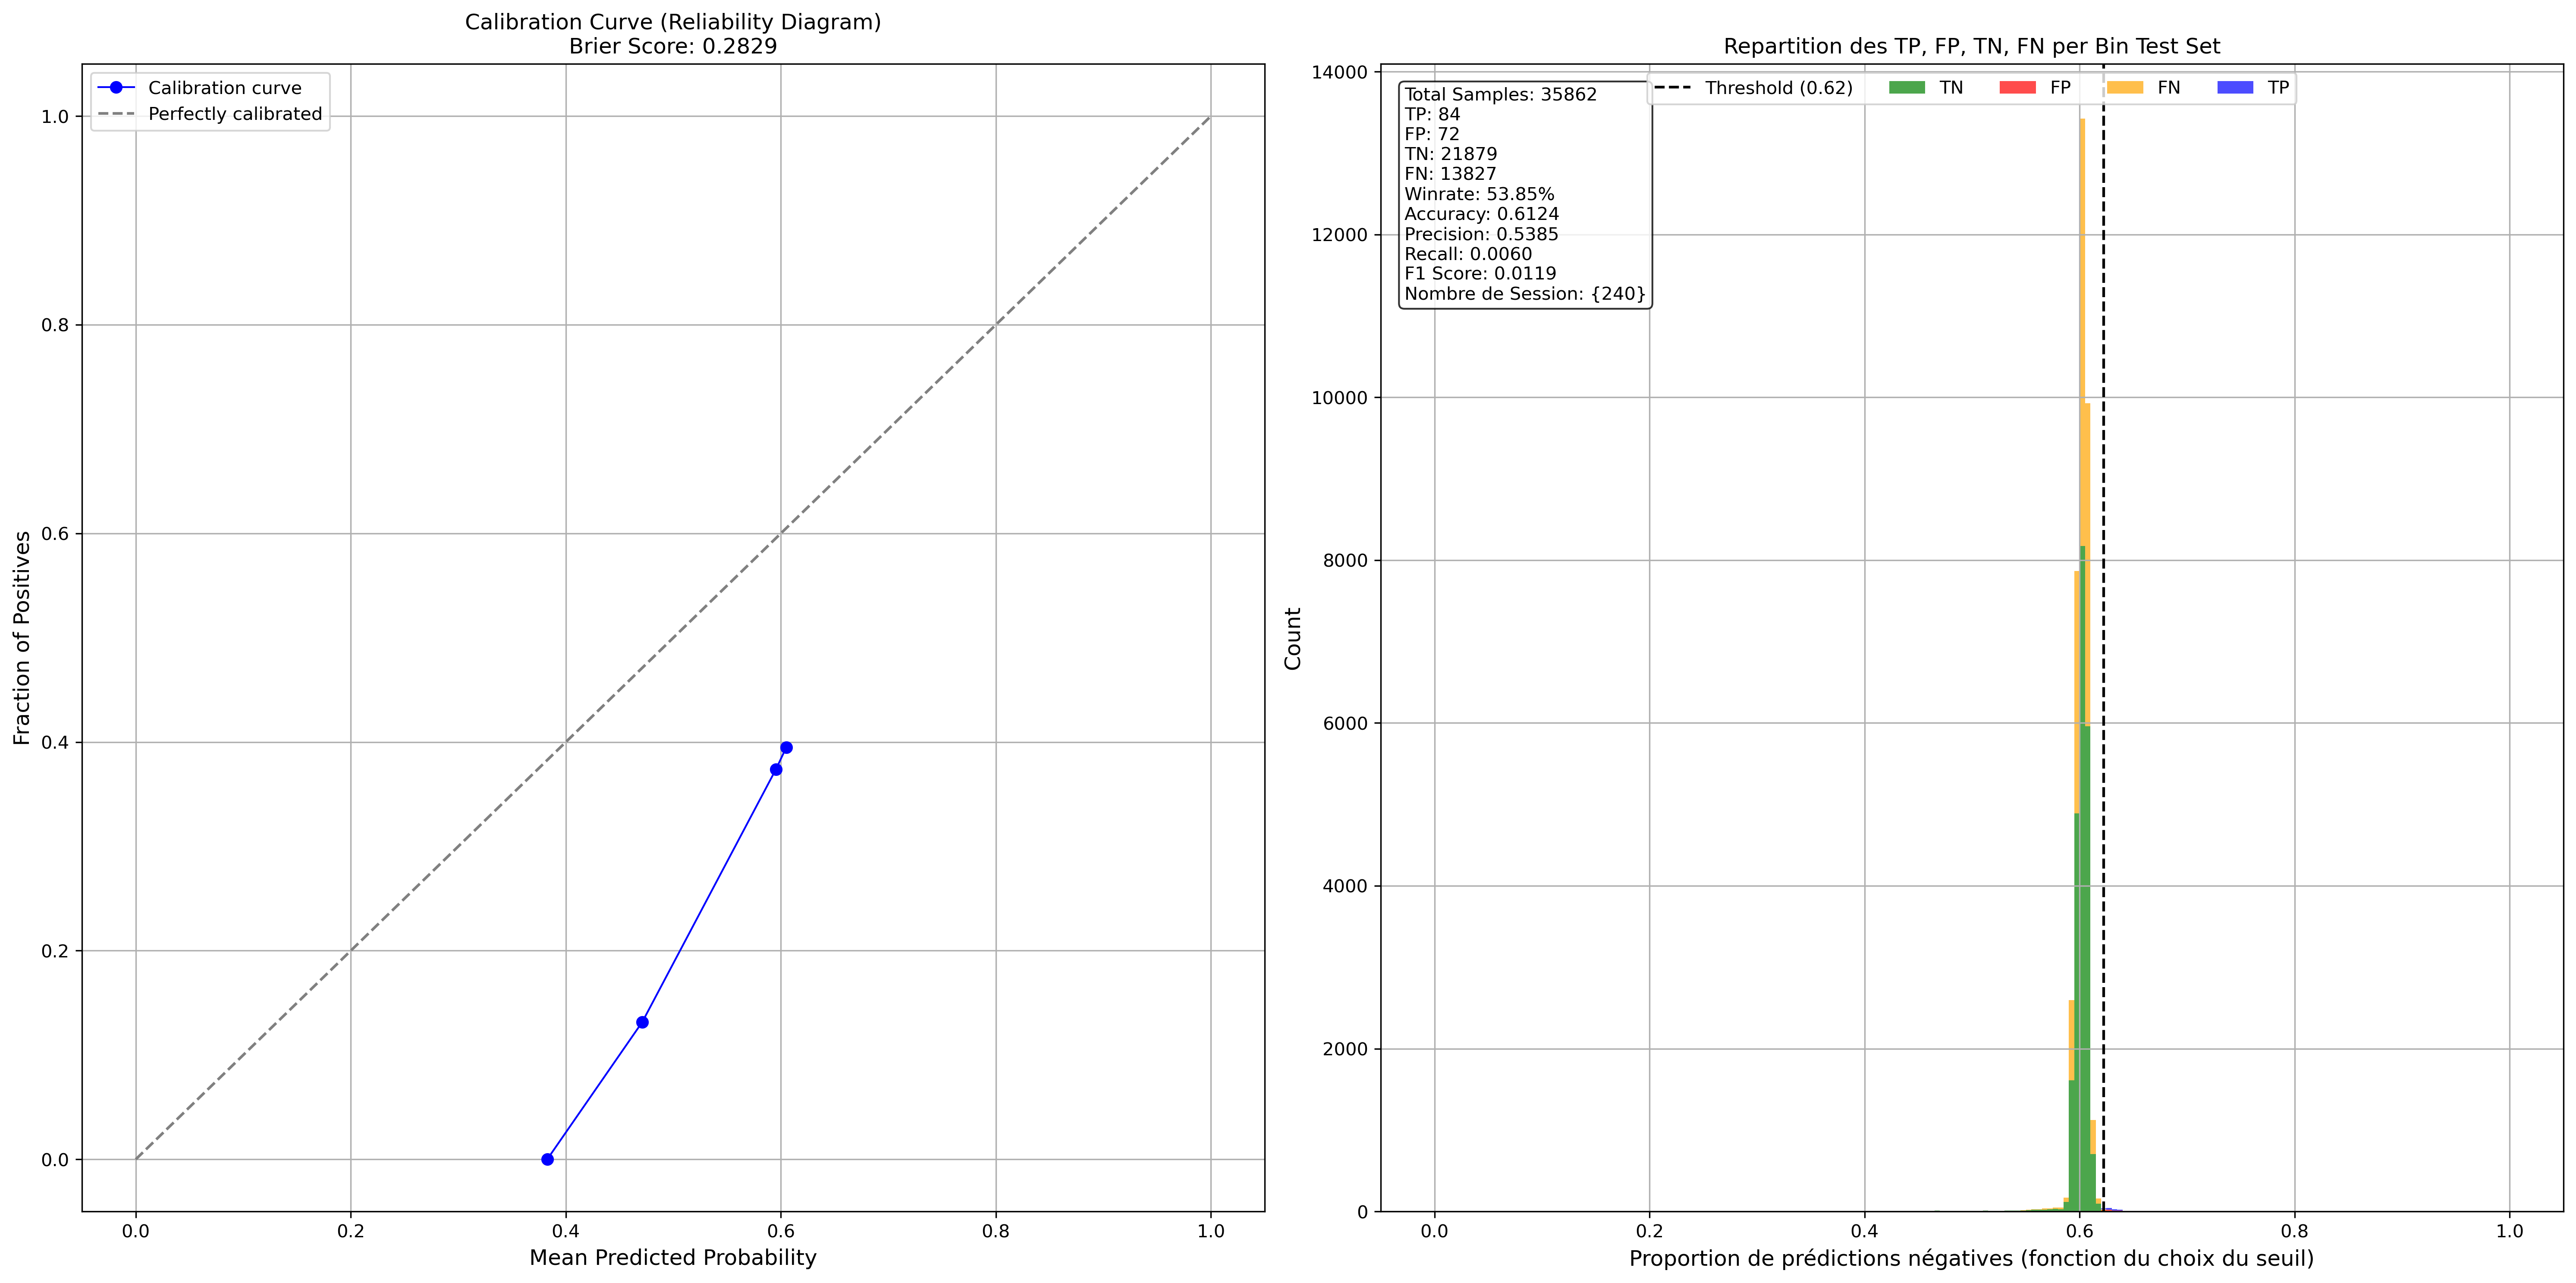 Calibration Curve (Reliability Diagram)
Brier Score: 0.2829
Calibration curve
Perfectly calibrated
1.0
0.8
0.6
0.4
0.2
0.0
Fraction of Positives
0.0 0.2 0.4 0.6 0.8 1.0
Mean Predicted Probability
Repartition des TP, FP, TN, FN per Bin Test Set
Threshold (0.62) TN FP FN TP
Total Samples: 35862
TP: 84
FP: 72
TN: 21879
FN: 13827
Winrate: 53.85%
Accuracy: 0.6124
Precision: 0.5385
Recall: 0.0060
F1 Score: 0.0119
Nombre de Session: {240}
14000
12000
10000
8000
6000
4000
2000
0
Count
0.0 0.2 0.4 0.6 0.8 1.0
Proportion de prédictions négatives (fonction du choix du seuil)